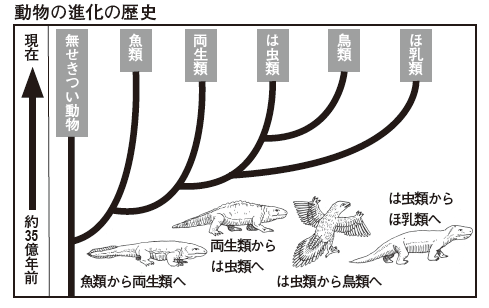 動物の進化の歴史
現在
約35億年前
無せきつい動物
魚類
両生類
は虫類
鳥類
ほ乳類
魚類から両生類へ
両生類から
は虫類へ
は虫類から鳥類へ
は虫類から
ほ乳類へ